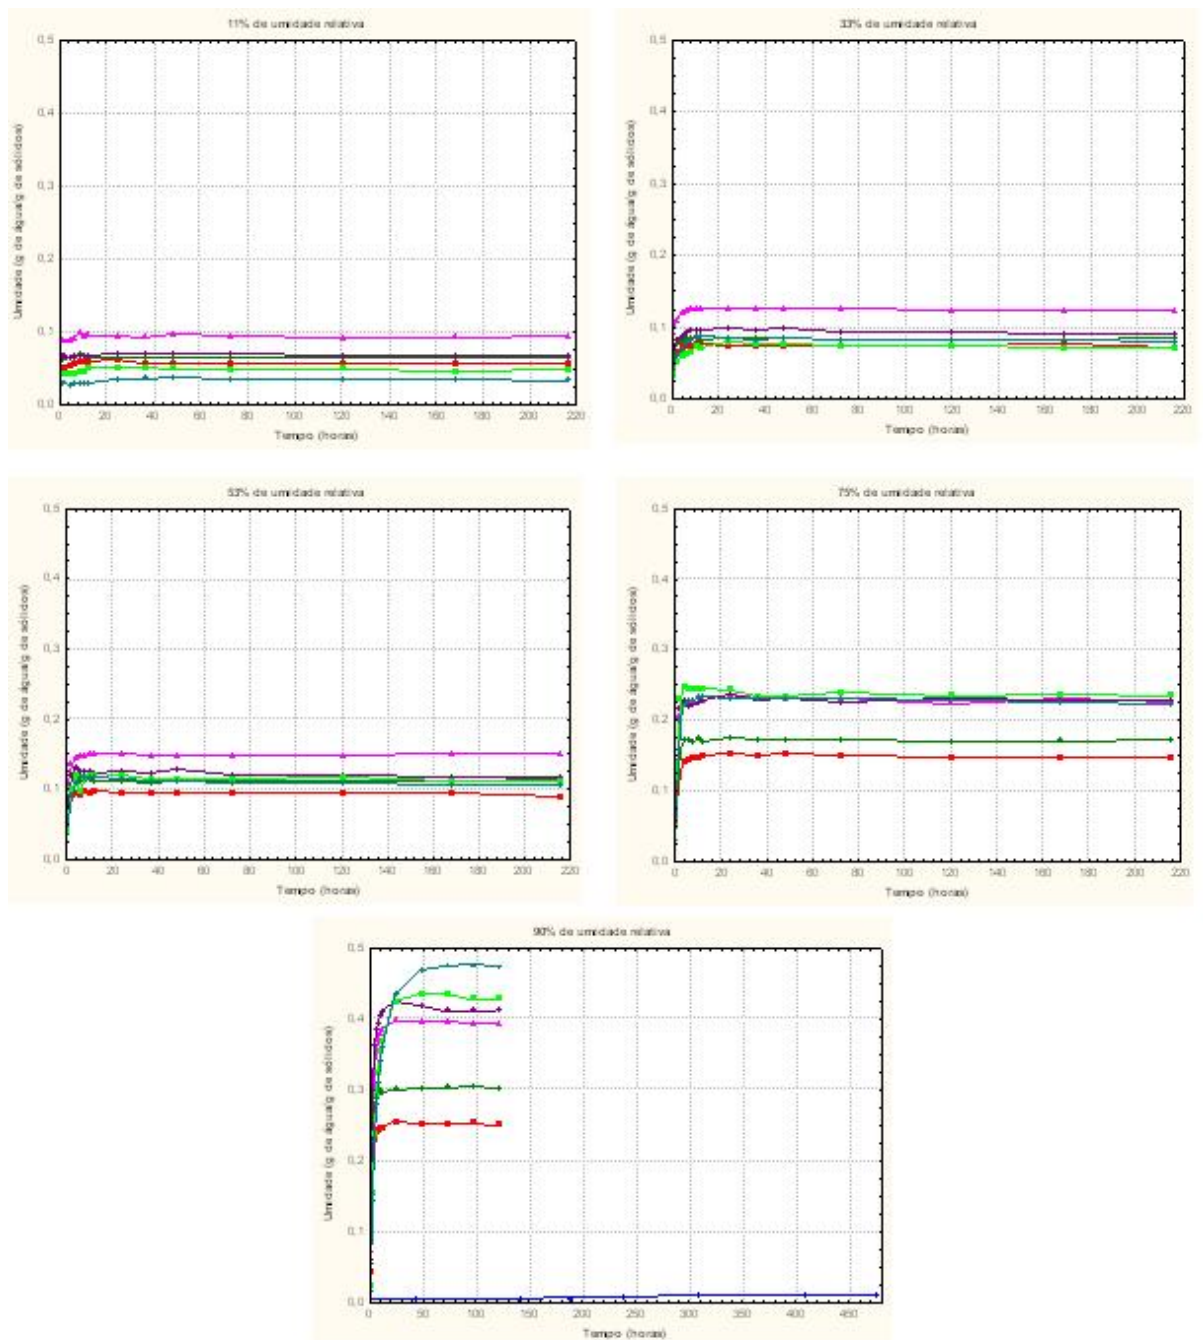 11% de umidade relativa
33% de umidade relativa
0,5
0,4
0,3
0,2
0,1
0,0
Umidade (g de água/g de sólidos)
0 20 40 60 80 100 120 140 160 180 200 220
Tempo (horas)
0,5
0,4
0,3
0,2
0,1
0,0
Umidade (g de água/g de sólidos)
0 20 40 60 80 100 120 140 160 180 200 220
Tempo (horas)
53% de umidade relativa
75% de umidade relativa
0,5
0,4
0,3
0,2
0,1
0,0
Umidade (g de água/g de sólidos)
0 20 40 60 80 100 120 140 160 180 200 220
Tempo (horas)
0,5
0,4
0,3
0,2
0,1
0,0
Umidade (g de água/g de sólidos)
0 20 40 60 80 100 120 140 160 180 200 220
Tempo (horas)
90% de umidade relativa
0,5
0,4
0,3
0,2
0,1
0,0
Umidade (g de água/g de sólidos)
0 50 100 150 200 250 300 350 400 450
Tempo (horas)